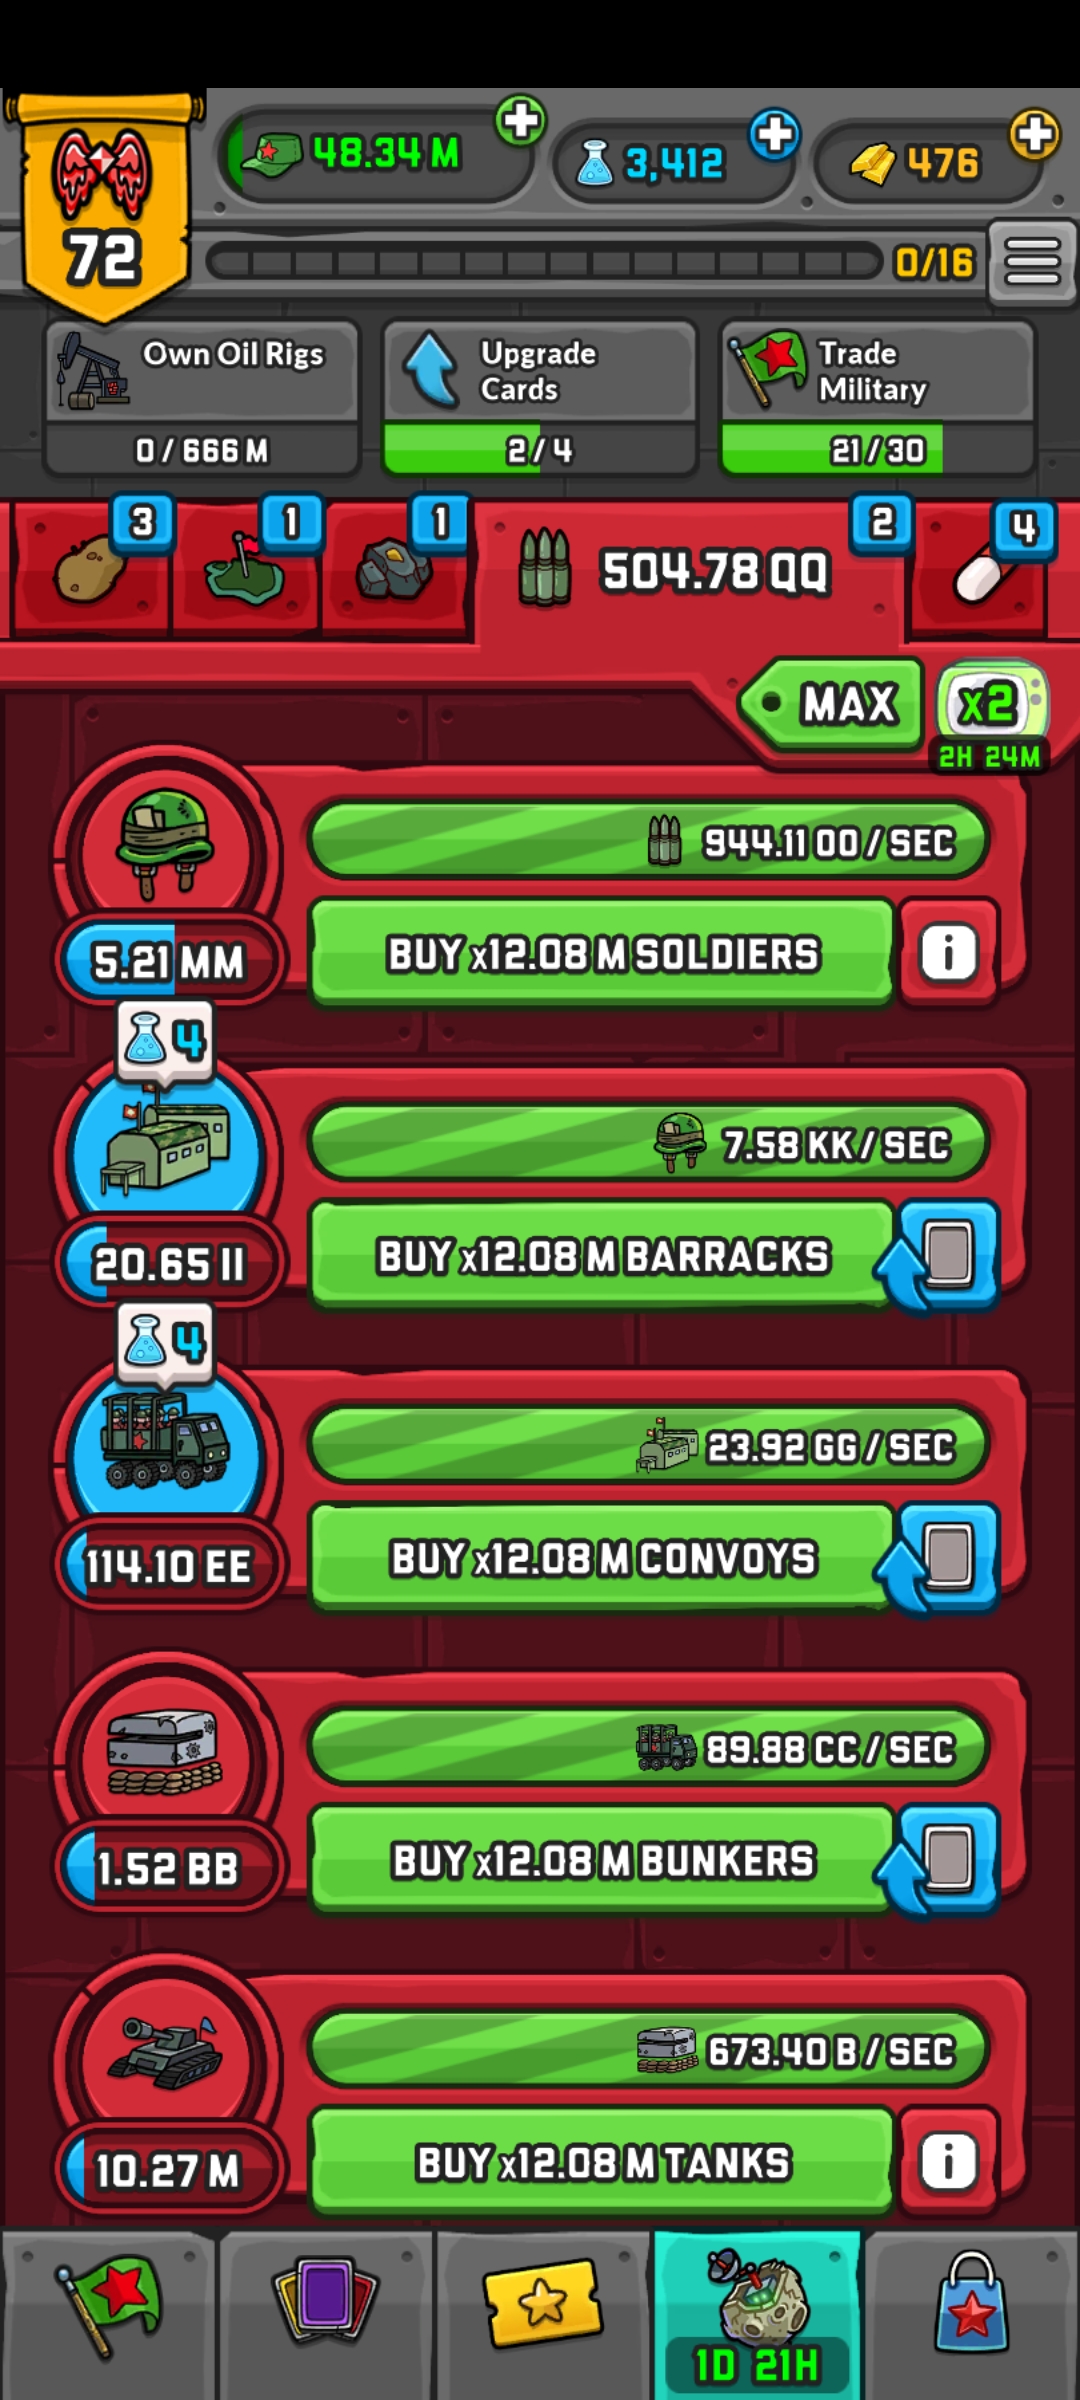 48.34 M
3,412
476
72
0/16
Own Oil Rigs
0 / 666 M
Upgrade
Cards
2 / 4
Trade
Military
21 / 30
3
1
1
504.78 QQ
2
4
MAX
x2
2H 24M
944.11 OO / SEC
5.21 MM
BUY x12.08 M SOLDIERS
i
4
7.58 KK / SEC
20.65 II
BUY x12.08 M BARRACKS
4
23.92 GG / SEC
114.10 EE
BUY x12.08 M CONVOYS
89.88 CC / SEC
1.52 BB
BUY x12.08 M BUNKERS
673.40 B / SEC
10.27 M
BUY x12.08 M TANKS
i
1D 21H